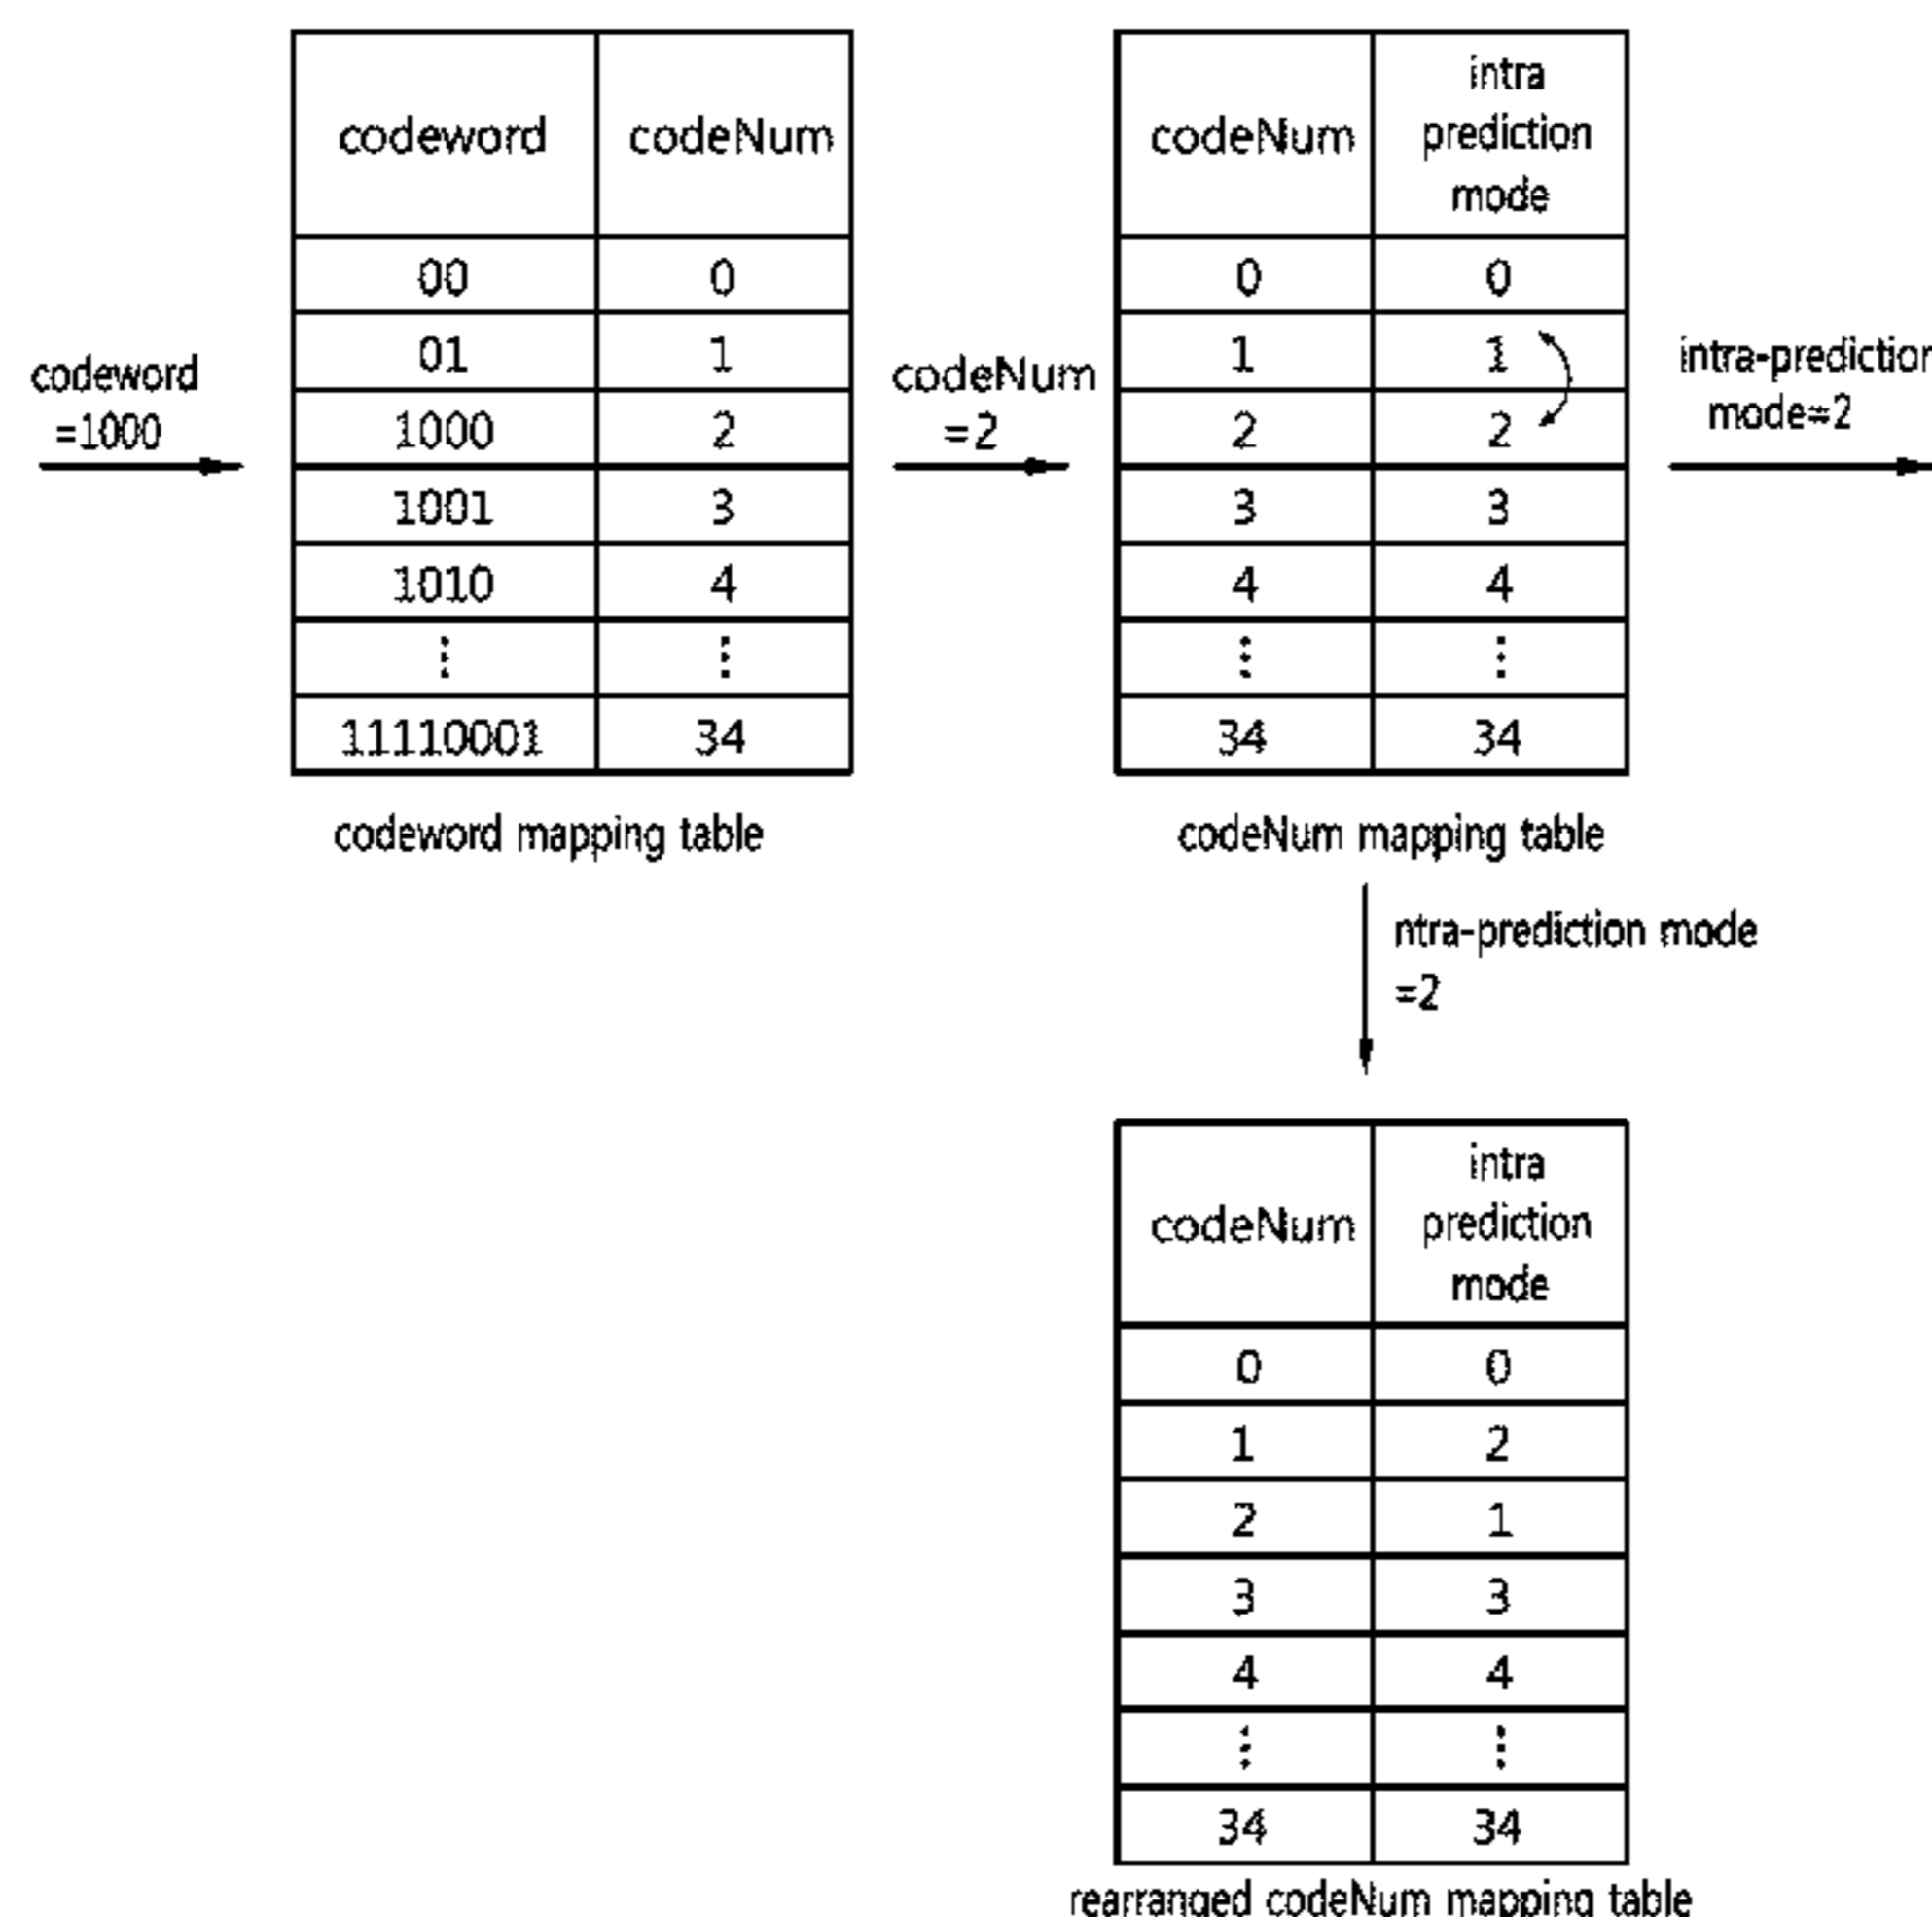 codeword
=1000
codeword codeNum
00 0
01 1
1000 2
1001 3
1010 4
⋮ ⋮
11110001 34
codeword mapping table
codeNum
=2
codeNum intra
prediction
mode
0 0
1 1
2 2
3 3
4 4
⋮ ⋮
34 34
codeNum mapping table
intra-prediction
mode=2
ntra-prediction mode
=2
codeNum intra
prediction
mode
0 0
1 2
2 1
3 3
4 4
⋮ ⋮
34 34
rearranged codeNum mapping table